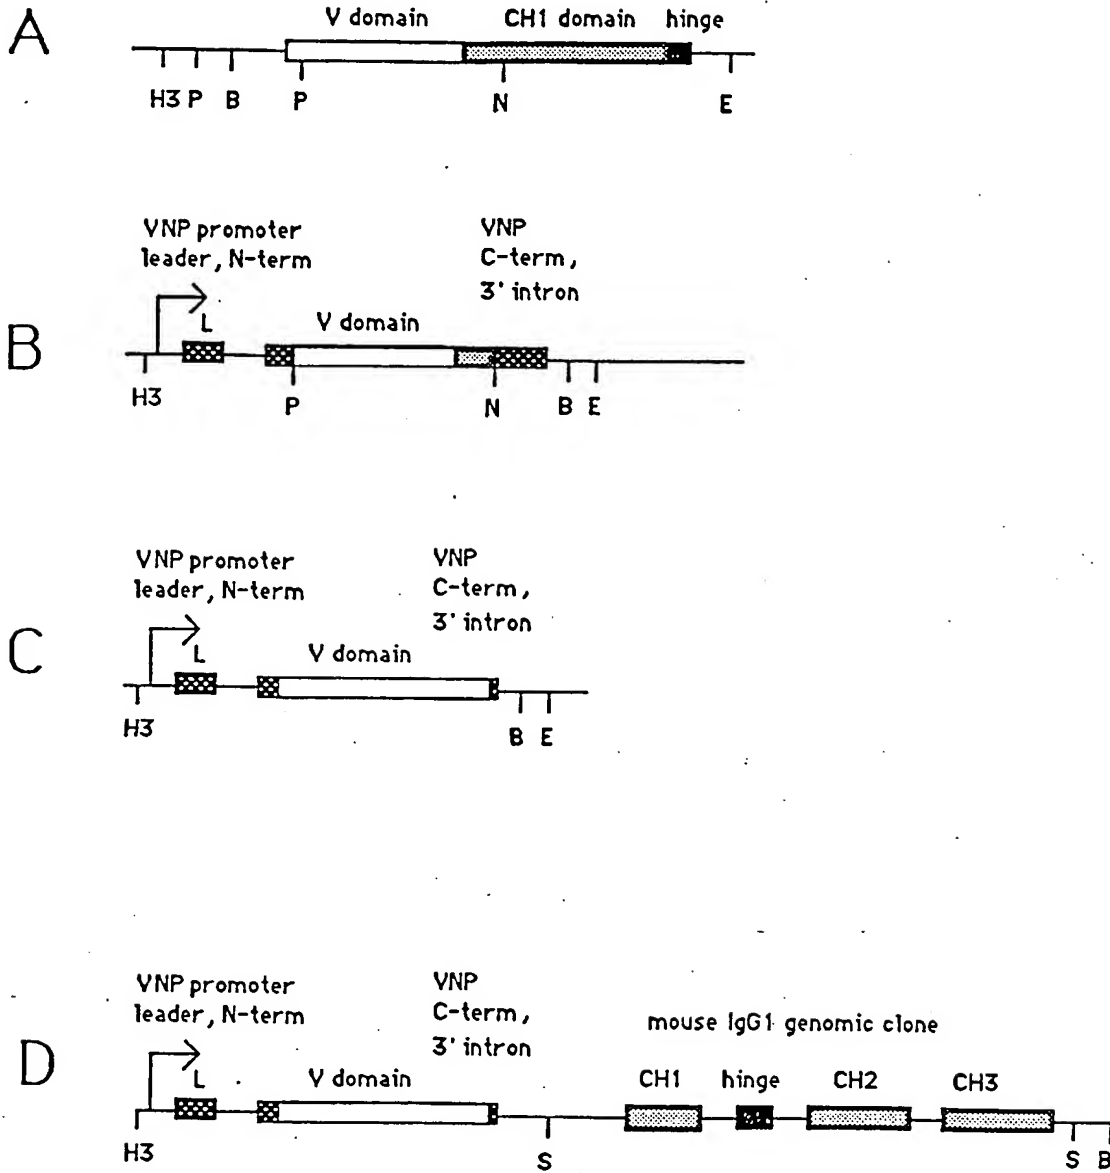 A
V domain CH1 domain hinge
H3 P B P N E
B
VNP promoter VNP
leader, N-term C-term,
3' intron
L V domain
H3 P N B E
C
VNP promoter VNP
leader, N-term C-term,
3' intron
L V domain
H3 B E
D
VNP promoter VNP
leader, N-term C-term, mouse IgG1 genomic clone
3' intron
L V domain CH1 hinge CH2 CH3
H3 S S B